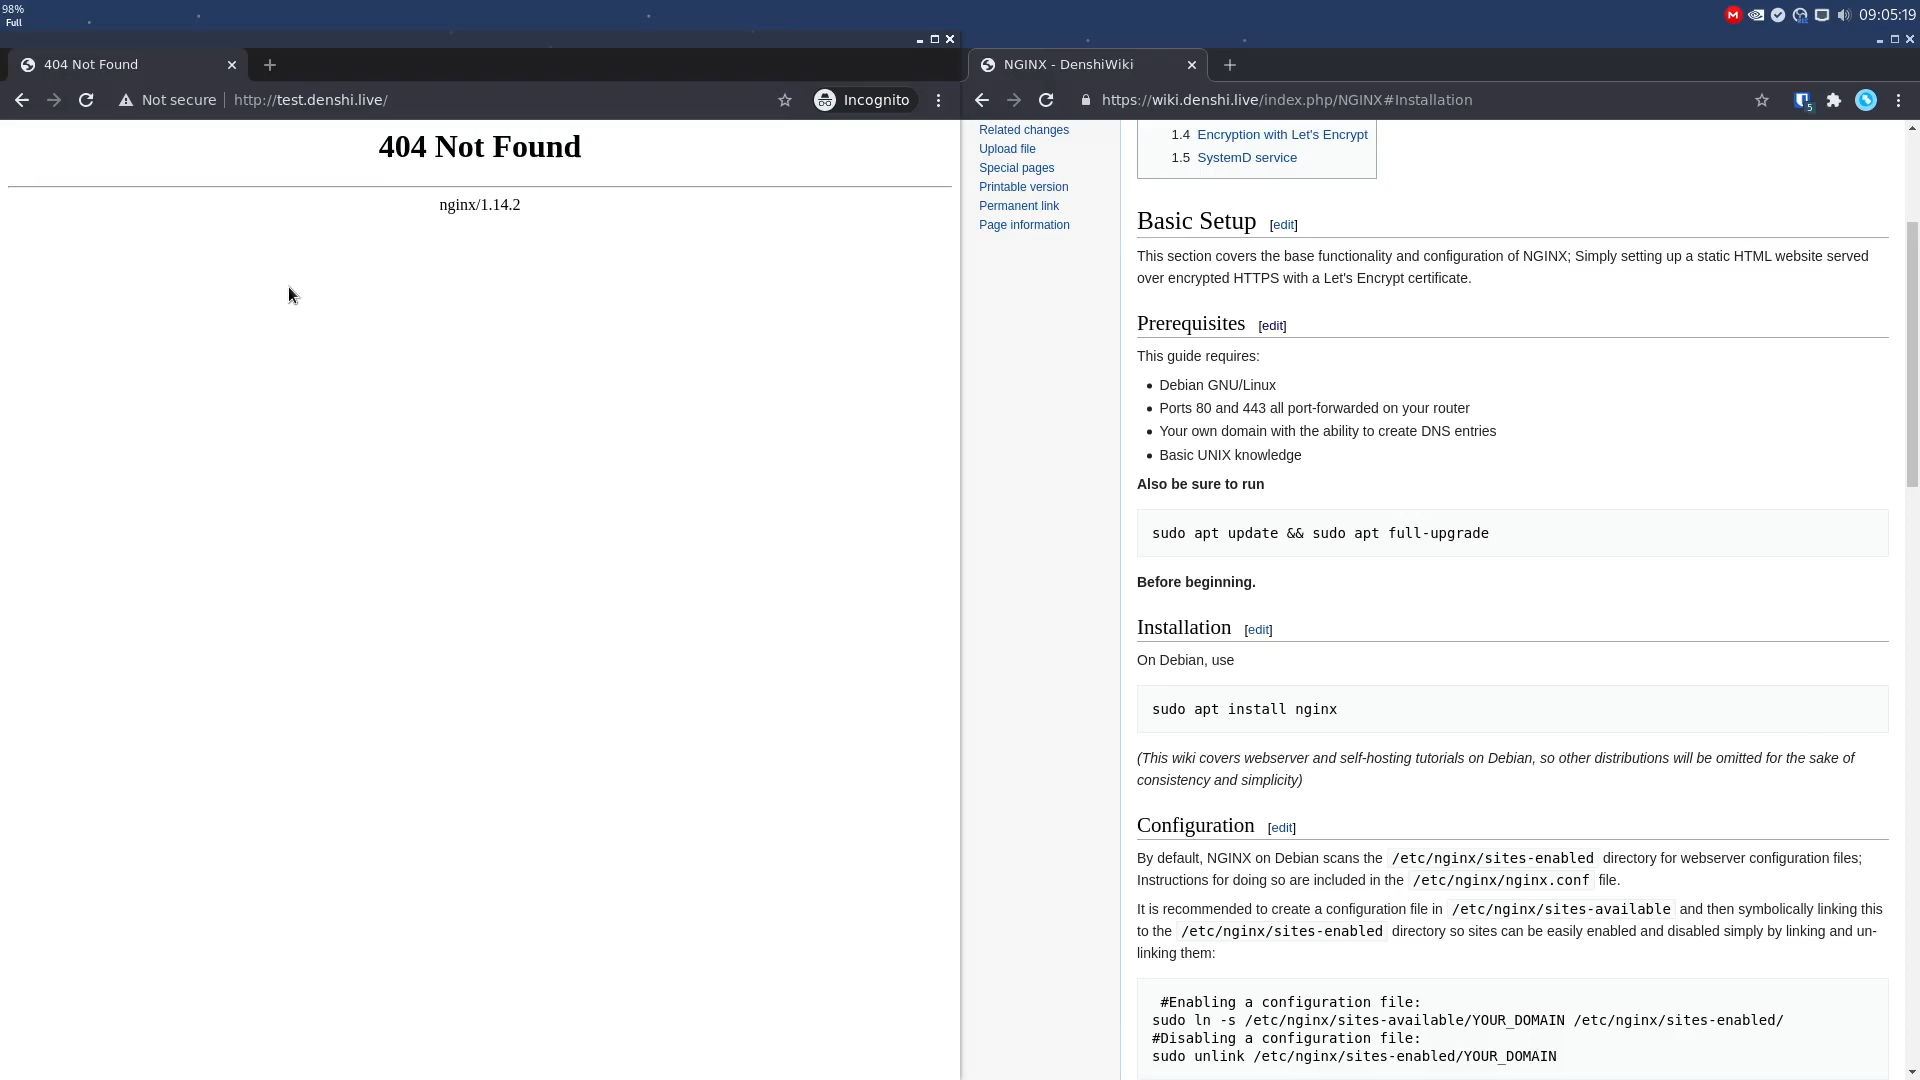 98%
Full
09:05:19
404 Not Found
Not secure
http://test.denshi.live/
Incognito
404 Not Found
nginx/1.14.2
NGINX - DenshiWiki
https://wiki.denshi.live/index.php/NGINX#Installation
5
Related changes
Upload file
Special pages
Printable version
Permanent link
Page information
1.4 Encryption with Let's Encrypt
1.5 SystemD service
Basic Setup [edit]
This section covers the base functionality and configuration of NGINX; Simply setting up a static HTML website served
over encrypted HTTPS with a Let's Encrypt certificate.
Prerequisites [edit]
This guide requires:
Debian GNU/Linux
Ports 80 and 443 all port-forwarded on your router
Your own domain with the ability to create DNS entries
Basic UNIX knowledge
Also be sure to run
sudo apt update && sudo apt full-upgrade
Before beginning.
Installation [edit]
On Debian, use
sudo apt install nginx
(This wiki covers webserver and self-hosting tutorials on Debian, so other distributions will be omitted for the sake of
consistency and simplicity)
Configuration [edit]
By default, NGINX on Debian scans the /etc/nginx/sites-enabled directory for webserver configuration files;
Instructions for doing so are included in the /etc/nginx/nginx.conf file.
It is recommended to create a configuration file in /etc/nginx/sites-available and then symbolically linking this
to the /etc/nginx/sites-enabled directory so sites can be easily enabled and disabled simply by linking and un-
linking them:
#Enabling a configuration file:
sudo ln -s /etc/nginx/sites-available/YOUR_DOMAIN /etc/nginx/sites-enabled/
#Disabling a configuration file:
sudo unlink /etc/nginx/sites-enabled/YOUR_DOMAIN